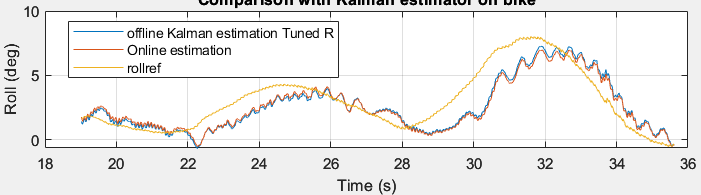 Comparison with Kalman estimator on bike
10
5
0
Roll (deg)
offline Kalman estimation Tuned R
Online estimation
rollref
18 20 22 24 26 28 30 32 34 36
Time (s)